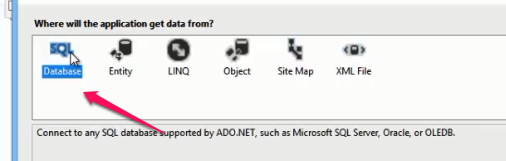 Where will the application get data from?
SQL
Database Entity LINQ Object Site Map XML File
Connect to any SQL database supported by ADO.NET, such as Microsoft SQL Server, Oracle, or OLEDB.